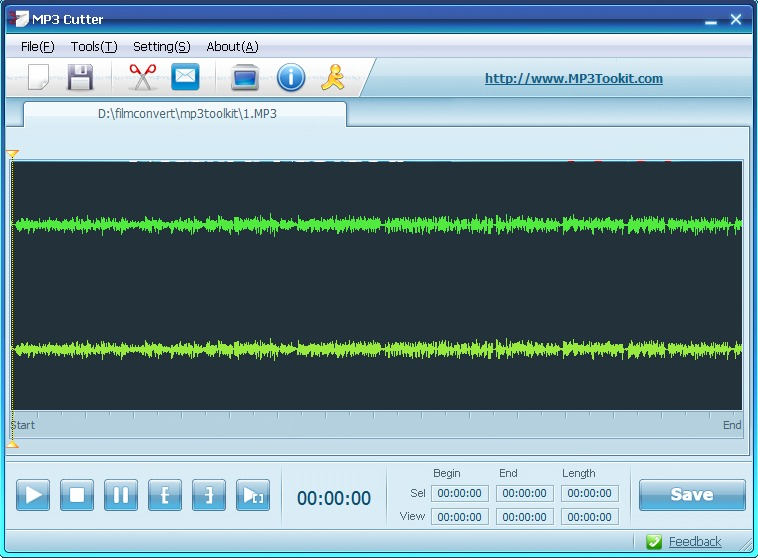 MP3 Cutter
File(F) Tools(T) Setting(S) About(A)
http://www.MP3Tookit.com
D:\filmconvert\mp3toolkit\1.MP3
Start End
Begin End Length
00:00:00
Sel 00:00:00 00:00:00 00:00:00
Save
View 00:00:00 00:00:00 00:00:00
Feedback